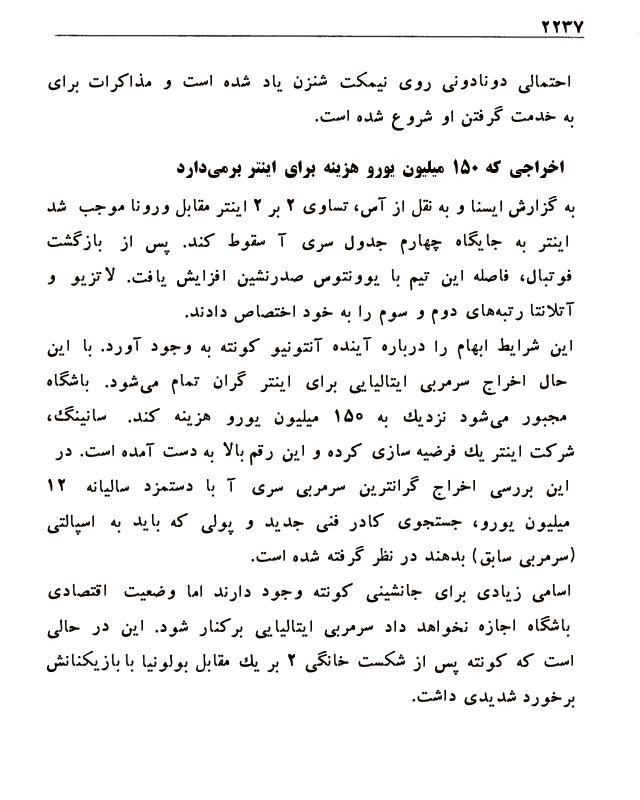 ۲۲۳۷
احتمالی دونادونی روی نیمکت شنزن یاد شده است و مذاکرات برای
به خدمت گرفتن او شروع شده است.
اخراجی که ۱۵۰ میلیون یورو هزینه برای اینتر برمی‌دارد
به گزارش ایسنا و به نقل از آس، تساوی ۲ بر ۲ اینتر مقابل ورونا موجب شد
اینتر به جایگاه چهارم جدول سری آ سقوط کند. پس از بازگشت
فوتبال، فاصله این تیم با یوونتوس صدرنشین افزایش یافت. لاتزیو و
آتلانتا رتبه‌های دوم و سوم را به خود اختصاص دادند.
این شرایط ابهام را درباره آینده آنتونیو کونته به وجود آورد. با این
حال اخراج سرمربی ایتالیایی برای اینتر گران تمام می‌شود. باشگاه
مجبور می‌شود نزدیك به ۱۵۰ میلیون یورو هزینه کند. سانینگ،
شرکت اینتر یك فرضیه سازی کرده و این رقم بالا به دست آمده است. در
این بررسی اخراج گرانترین سرمربی سری آ با دستمزد سالیانه ۱۲
میلیون یورو، جستجوی کادر فنی جدید و پولی که باید به اسپالتی
(سرمربی سابق) بدهند در نظر گرفته شده است.
اسامی زیادی برای جانشینی کونته وجود دارند اما وضعیت اقتصادی
باشگاه اجازه نخواهد داد سرمربی ایتالیایی برکنار شود. این در حالی
است که کونته پس از شکست خانگی ۲ بر یك مقابل بولونیا با بازیکنانش
برخورد شدیدی داشت.